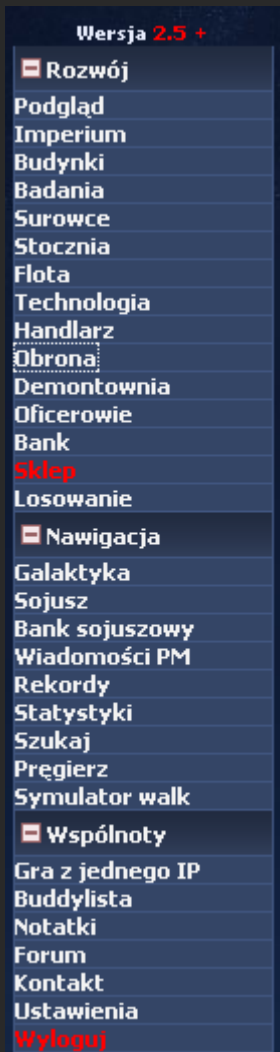 Wersja 2.5 +
Rozwój
Podgląd
Imperium
Budynki
Badania
Surowce
Stocznia
Flota
Technologia
Handlarz
Obrona
Demontownia
Oficerowie
Bank
Sklep
Losowanie
Nawigacja
Galaktyka
Sojusz
Bank sojuszowy
Wiadomości PM
Rekordy
Statystyki
Szukaj
Pręgierz
Symulator walk
Wspólnoty
Gra z jednego IP
Buddylista
Notatki
Forum
Kontakt
Ustawienia
Wyloguj